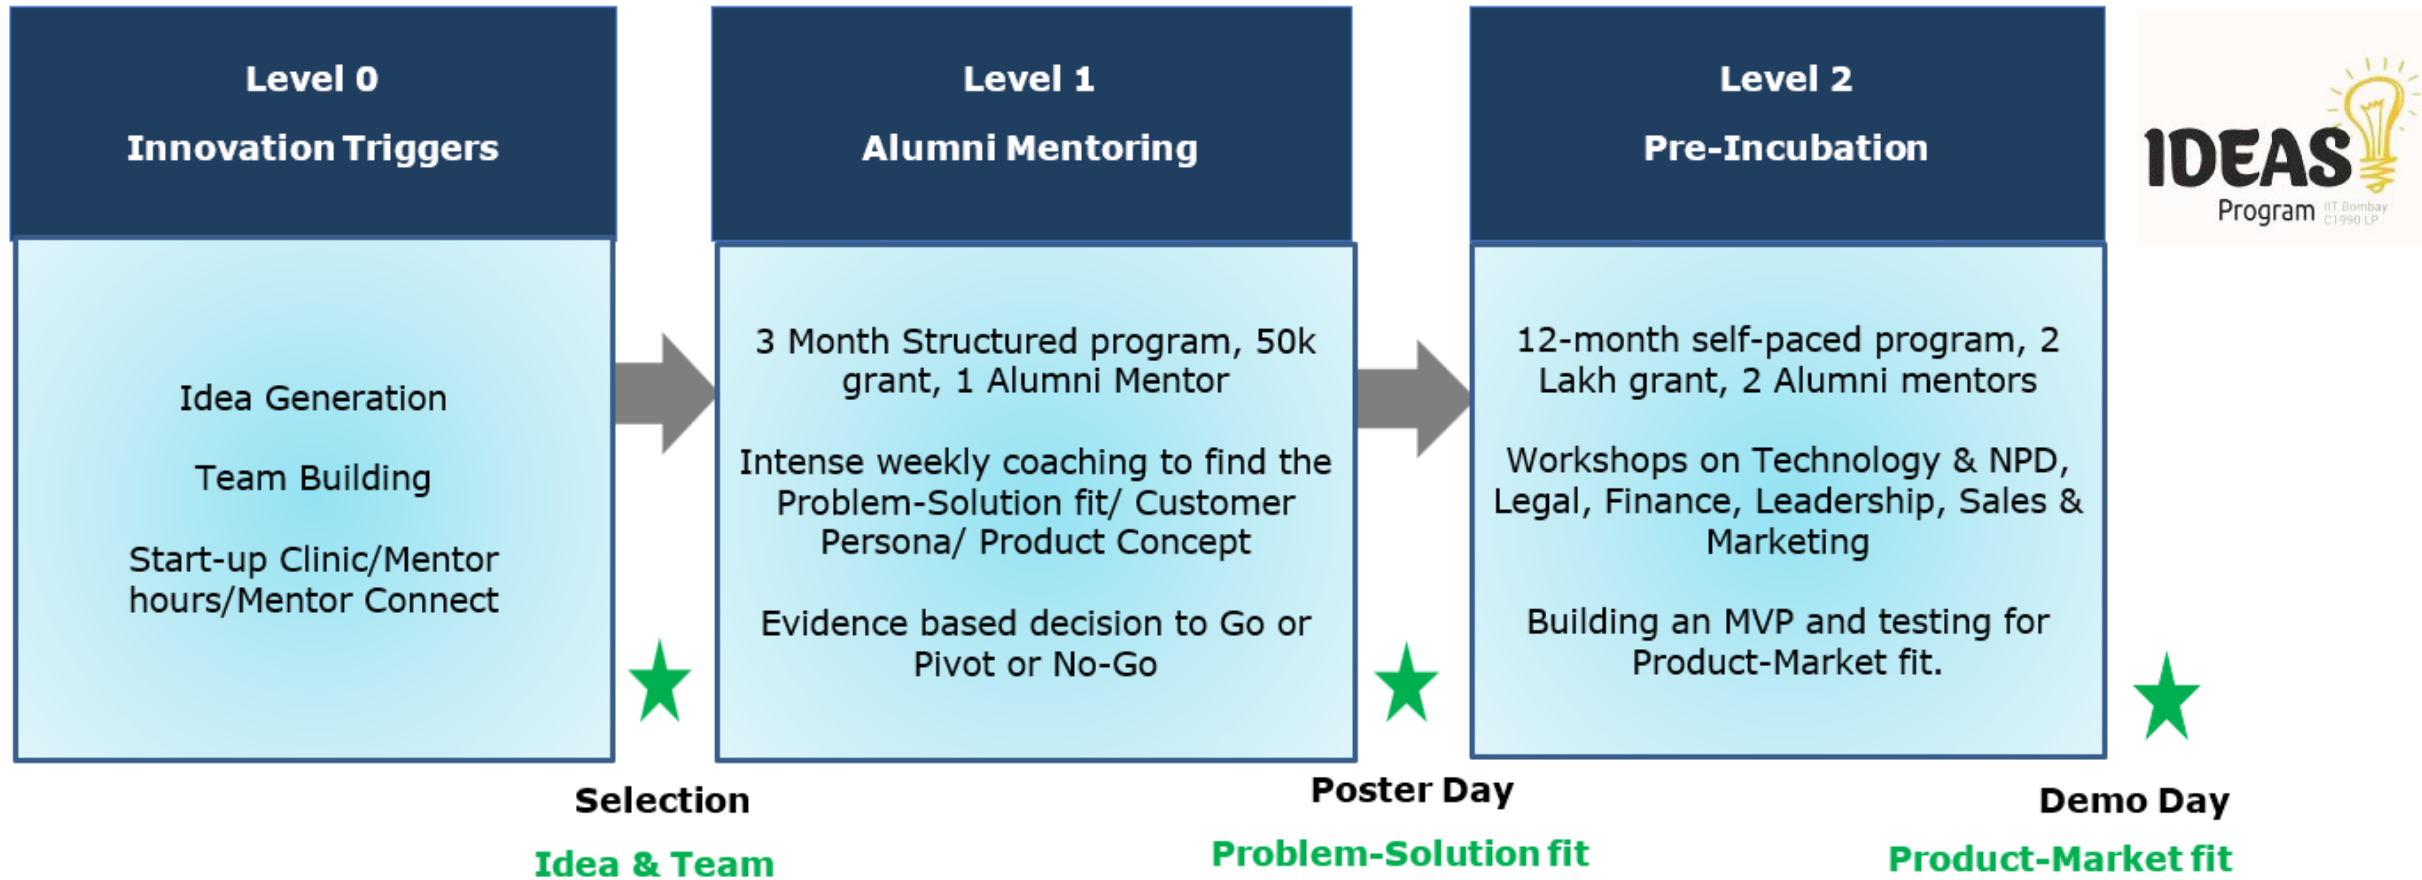 Level 0
Innovation Triggers
Idea Generation
Team Building
Start-up Clinic/Mentor
hours/Mentor Connect
Selection
Idea & Team
Level 1
Alumni Mentoring
3 Month Structured program, 50k
grant, 1 Alumni Mentor
Intense weekly coaching to find the
Problem-Solution fit/ Customer
Persona/ Product Concept
Evidence based decision to Go or
Pivot or No-Go
Poster Day
Problem-Solution fit
Level 2
Pre-Incubation
12-month self-paced program, 2
Lakh grant, 2 Alumni mentors
Workshops on Technology & NPD,
Legal, Finance, Leadership, Sales &
Marketing
Building an MVP and testing for
Product-Market fit.
Demo Day
Product-Market fit
IDEAS
Program
IIT Bombay
C1990 LP